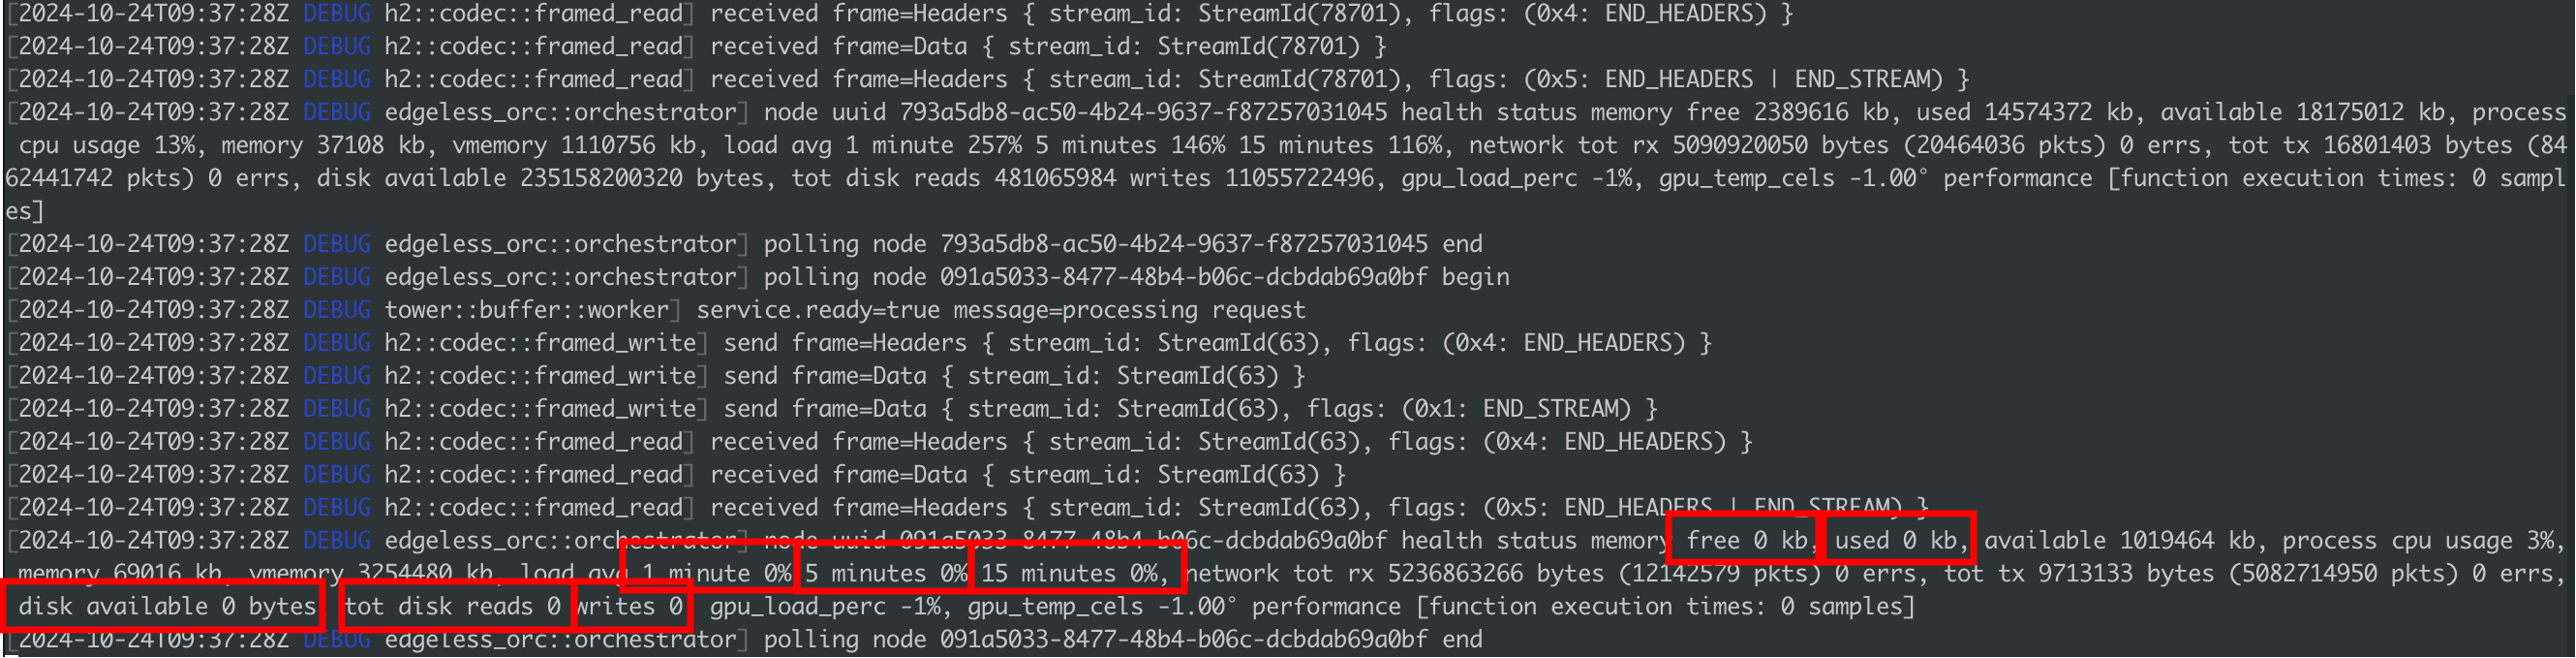 [2024-10-24T09:37:28Z DEBUG h2::codec::framed_read] received frame=Headers { stream_id: StreamId(78701), flags: (0x4: END_HEADERS) }
[2024-10-24T09:37:28Z DEBUG h2::codec::framed_read] received frame=Data { stream_id: StreamId(78701) }
[2024-10-24T09:37:28Z DEBUG h2::codec::framed_read] received frame=Headers { stream_id: StreamId(78701), flags: (0x5: END_HEADERS | END_STREAM) }
[2024-10-24T09:37:28Z DEBUG edgeless_orc::orchestrator] node uuid 793a5db8-ac50-4b24-9637-f87257031045 health status memory free 2389616 kb, used 14574372 kb, available 18175012 kb, process
cpu usage 13%, memory 37108 kb, vmemory 1110756 kb, load avg 1 minute 257% 5 minutes 146% 15 minutes 116%, network tot rx 5090920050 bytes (20464036 pkts) 0 errs, tot tx 16801403 bytes (84
62441742 pkts) 0 errs, disk available 235158200320 bytes, tot disk reads 481065984 writes 11055722496, gpu_load_perc -1%, gpu_temp_cels -1.00° performance [function execution times: 0 sampl
es]
[2024-10-24T09:37:28Z DEBUG edgeless_orc::orchestrator] polling node 793a5db8-ac50-4b24-9637-f87257031045 end
[2024-10-24T09:37:28Z DEBUG edgeless_orc::orchestrator] polling node 091a5033-8477-48b4-b06c-dcbdab69a0bf begin
[2024-10-24T09:37:28Z DEBUG tower::buffer::worker] service.ready=true message=processing request
[2024-10-24T09:37:28Z DEBUG h2::codec::framed_write] send frame=Headers { stream_id: StreamId(63), flags: (0x4: END_HEADERS) }
[2024-10-24T09:37:28Z DEBUG h2::codec::framed_write] send frame=Data { stream_id: StreamId(63) }
[2024-10-24T09:37:28Z DEBUG h2::codec::framed_write] send frame=Data { stream_id: StreamId(63), flags: (0x1: END_STREAM) }
[2024-10-24T09:37:28Z DEBUG h2::codec::framed_read] received frame=Headers { stream_id: StreamId(63), flags: (0x4: END_HEADERS) }
[2024-10-24T09:37:28Z DEBUG h2::codec::framed_read] received frame=Data { stream_id: StreamId(63) }
[2024-10-24T09:37:28Z DEBUG h2::codec::framed_read] received frame=Headers { stream_id: StreamId(63), flags: (0x5: END_HEADERS | END_STREAM) }
[2024-10-24T09:37:28Z DEBUG edgeless_orc::orchestrator] node uuid 091a5033-8477-48b4-b06c-dcbdab69a0bf health status memory free 0 kb, used 0 kb, available 1019464 kb, process cpu usage 3%,
memory 69016 kb, vmemory 3254480 kb, load avg 1 minute 0% 5 minutes 0% 15 minutes 0%, network tot rx 5236863266 bytes (12142579 pkts) 0 errs, tot tx 9713133 bytes (5082714950 pkts) 0 errs,
disk available 0 bytes, tot disk reads 0 writes 0, gpu_load_perc -1%, gpu_temp_cels -1.00° performance [function execution times: 0 samples]
[2024-10-24T09:37:28Z DEBUG edgeless_orc::orchestrator] polling node 091a5033-8477-48b4-b06c-dcbdab69a0bf end